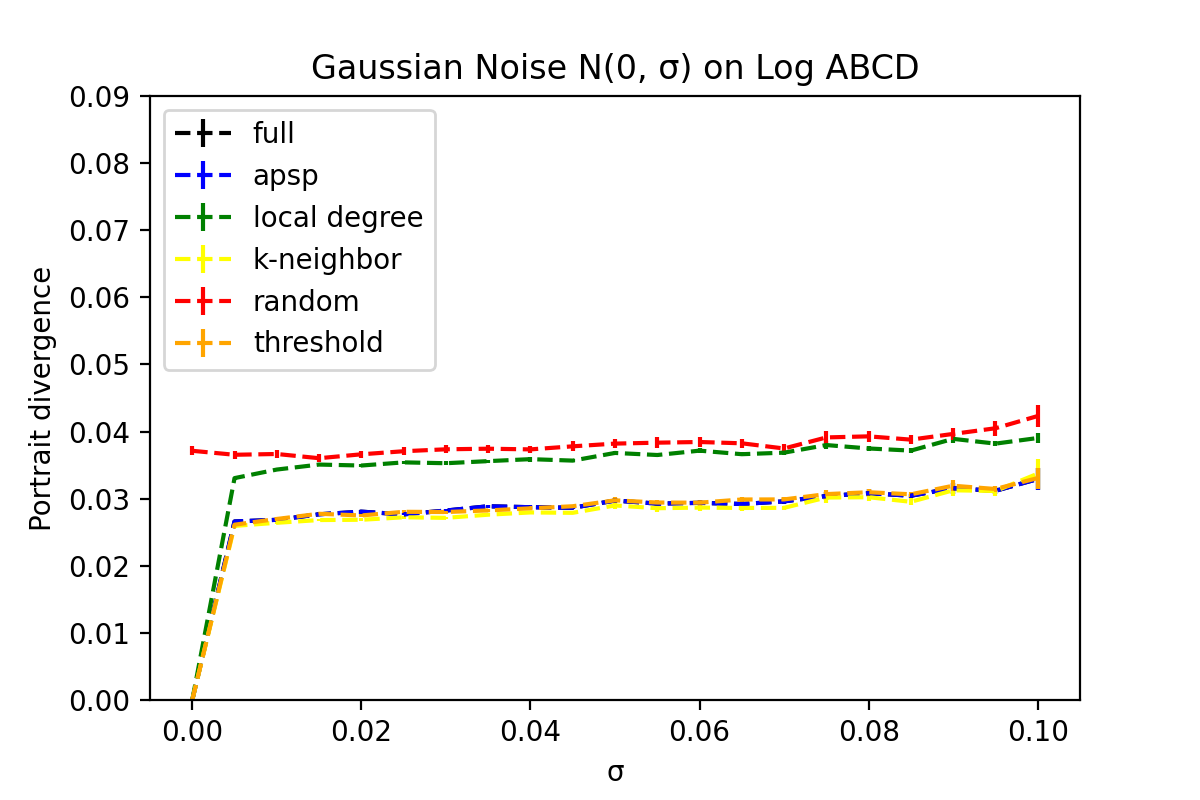 Gaussian Noise N(0, σ) on Log ABCD
Portrait divergence
0.09
0.08
0.07
0.06
0.05
0.04
0.03
0.02
0.01
0.00
full
apsp
local degree
k-neighbor
random
threshold
0.00 0.02 0.04 0.06 0.08 0.10
σ